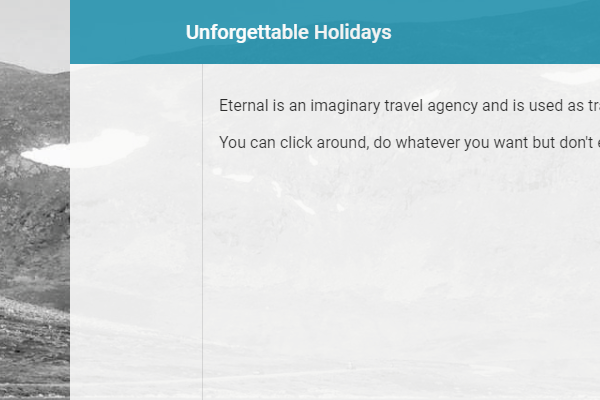 Unforgettable Holidays
Eternal is an imaginary travel agency and is used as
You can click around, do whatever you want but don't